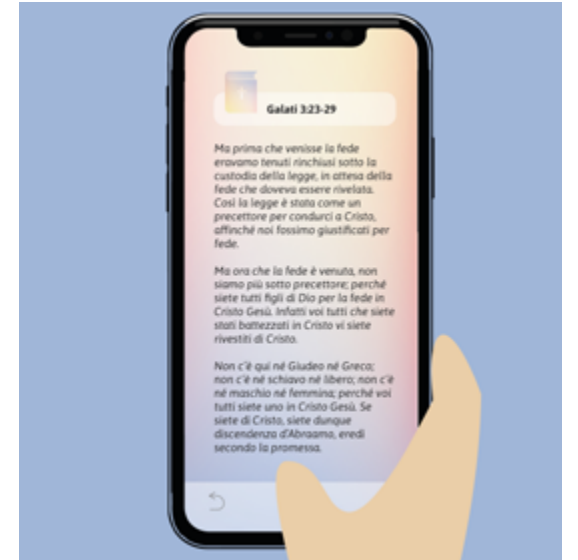 Galati 3:23-29
Ma prima che venisse la fede
eravamo tenuti rinchiusi sotto la
custodia della legge, in attesa della
fede che doveva essere rivelata.
Così la legge è stata come un
precettore per condurci a Cristo,
affinché noi fossimo giustificati per
fede.
Ma ora che la fede è venuta, non
siamo più sotto precettore; perché
siete tutti figli di Dio per la fede in
Cristo Gesù. Infatti voi tutti che siete
stati battezzati in Cristo vi siete
rivestiti di Cristo.
Non c'è qui né Giudeo né Greco;
non c'è né schiavo né libero; non c'è
né maschio né femmina; perché voi
tutti siete uno in Cristo Gesù. Se
siete di Cristo, siete dunque
discendenza d'Abraamo, eredi
secondo la promessa.